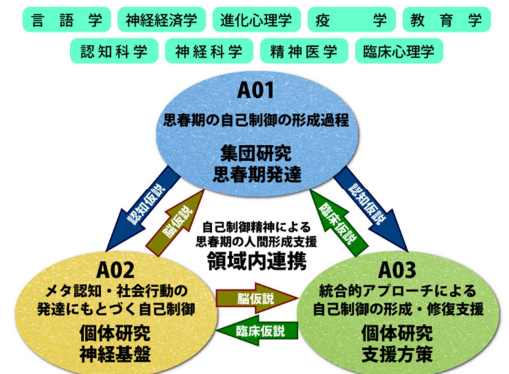 言語学 神経経済学 進化心理学 疫学 教育学
認知科学 神経科学 精神医学 臨床心理学
A01
思春期の自己制御の形成過程
集団研究
思春期発達
認知仮説
脳仮説
臨床仮説
認知仮説
自己制御精神による
思春期の人間形成支援
領域内連携
A02
メタ認知・社会行動の
発達にもとづく自己制御
個体研究
神経基盤
脳仮説
臨床仮説
A03
統合的アプローチによる
自己制御の形成・修復支援
個体研究
支援方策